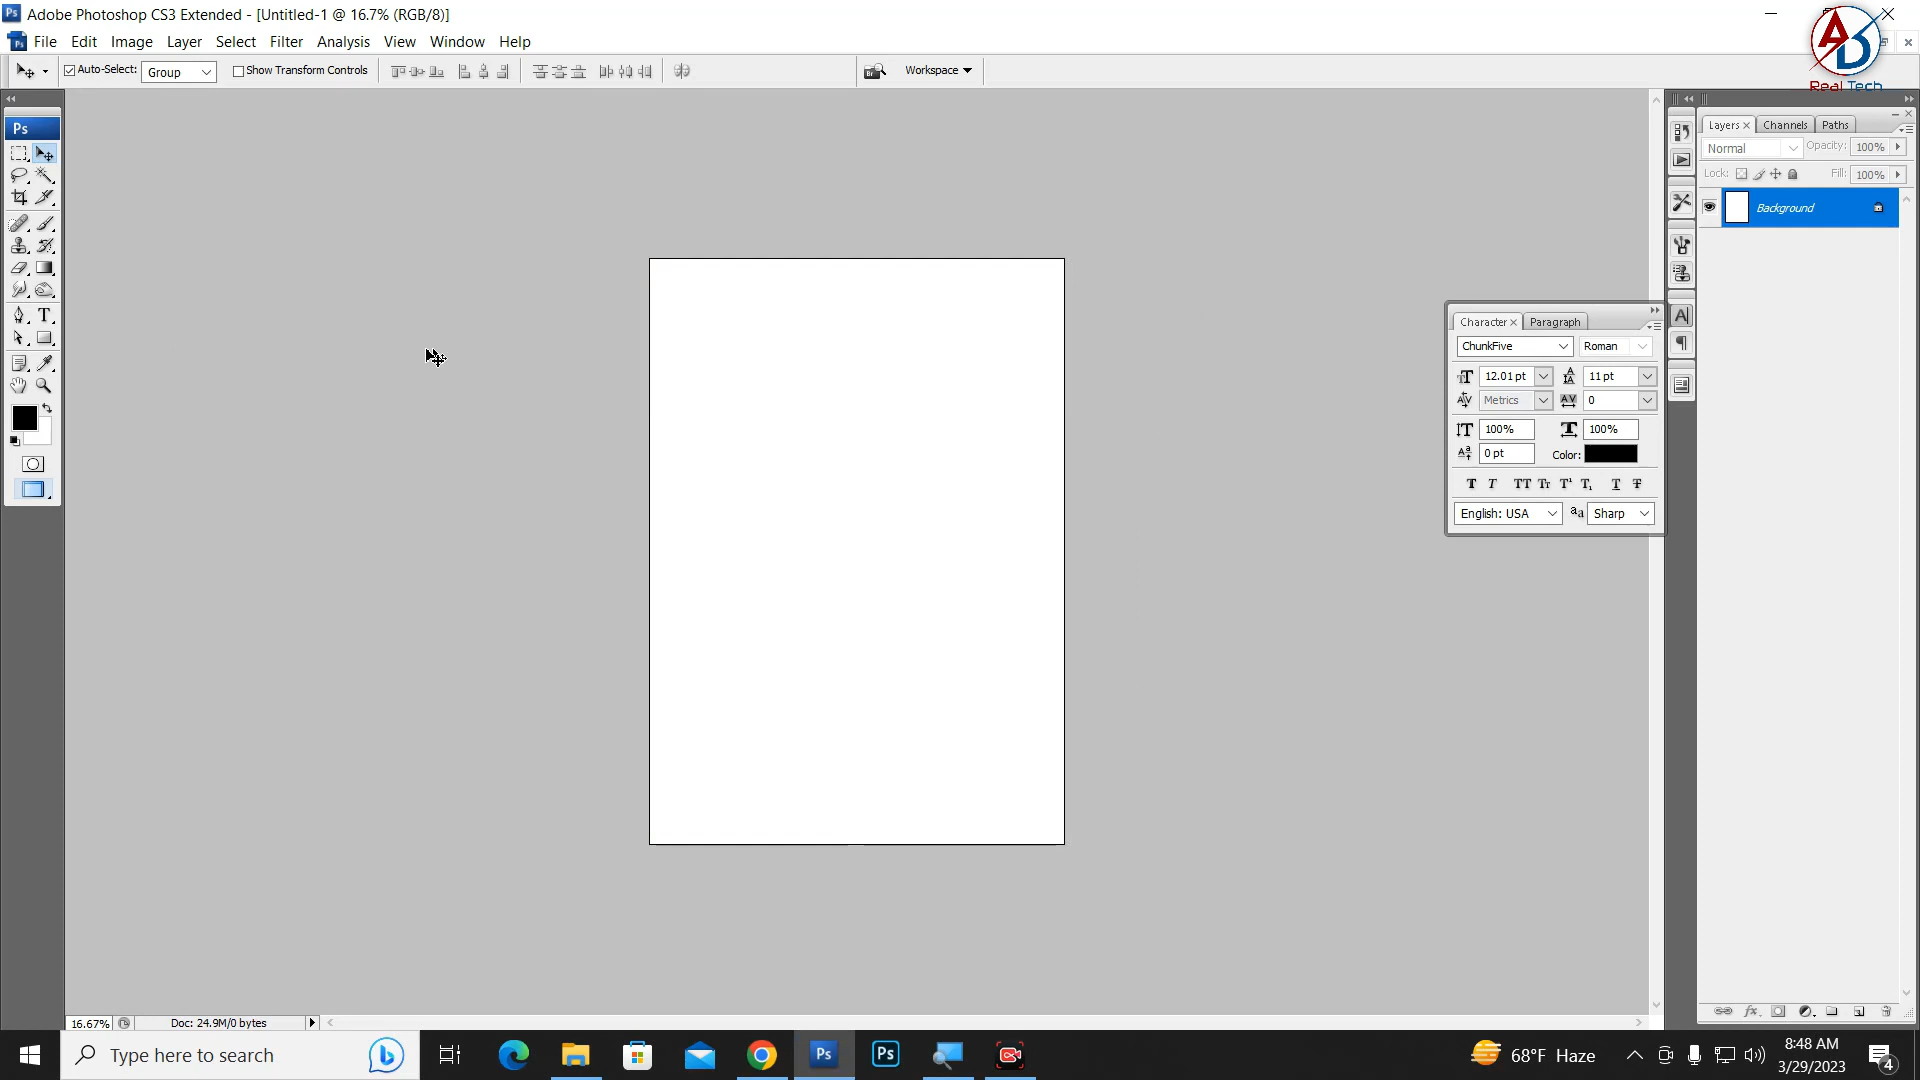 Adobe Photoshop CS3 Extended - [Untitled-1 @ 16.7% (RGB/8)]
File Edit Image Layer Select Filter Analysis View Window Help
Auto-Select: Group Show Transform Controls Workspace
Real Tech
Ps
Layers Channels Paths
Normal Opacity: 100%
Lock: Fill: 100%
Background
Character Paragraph
ChunkFive Roman
12.01 pt 11 pt
Metrics 0
100% 100%
0 pt Color:
English: USA Sharp
16.67% Doc: 24.9M/0 bytes
Type here to search
68°F Haze
8:48 AM
3/29/2023
4